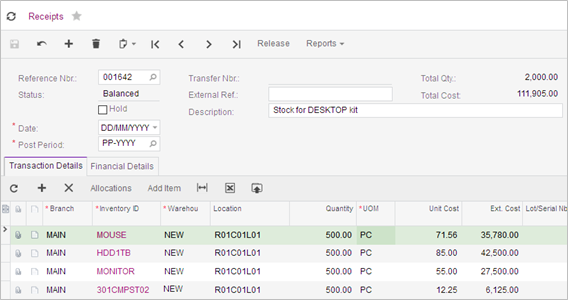 Receipts
Release Reports
Reference Nbr.: 001642 Transfer Nbr.: Total Qty.: 2,000.00
Status: Balanced External Ref.: Total Cost: 111,905.00
Hold Description: Stock for DESKTOP kit
* Date: DD/MM/YYYY
* Post Period: PP-YYYY
Transaction Details Financial Details
Allocations Add Item
* Branch * Inventory ID * Warehou Location Quantity * UOM Unit Cost Ext. Cost Lot/Serial Nb
MAIN MOUSE NEW R01C01L01 500.00 PC 71.56 35,780.00
MAIN HDD1TB NEW R01C01L01 500.00 PC 85.00 42,500.00
MAIN MONITOR NEW R01C01L01 500.00 PC 55.00 27,500.00
MAIN 301CMPST02 NEW R01C01L01 500.00 PC 12.25 6,125.00